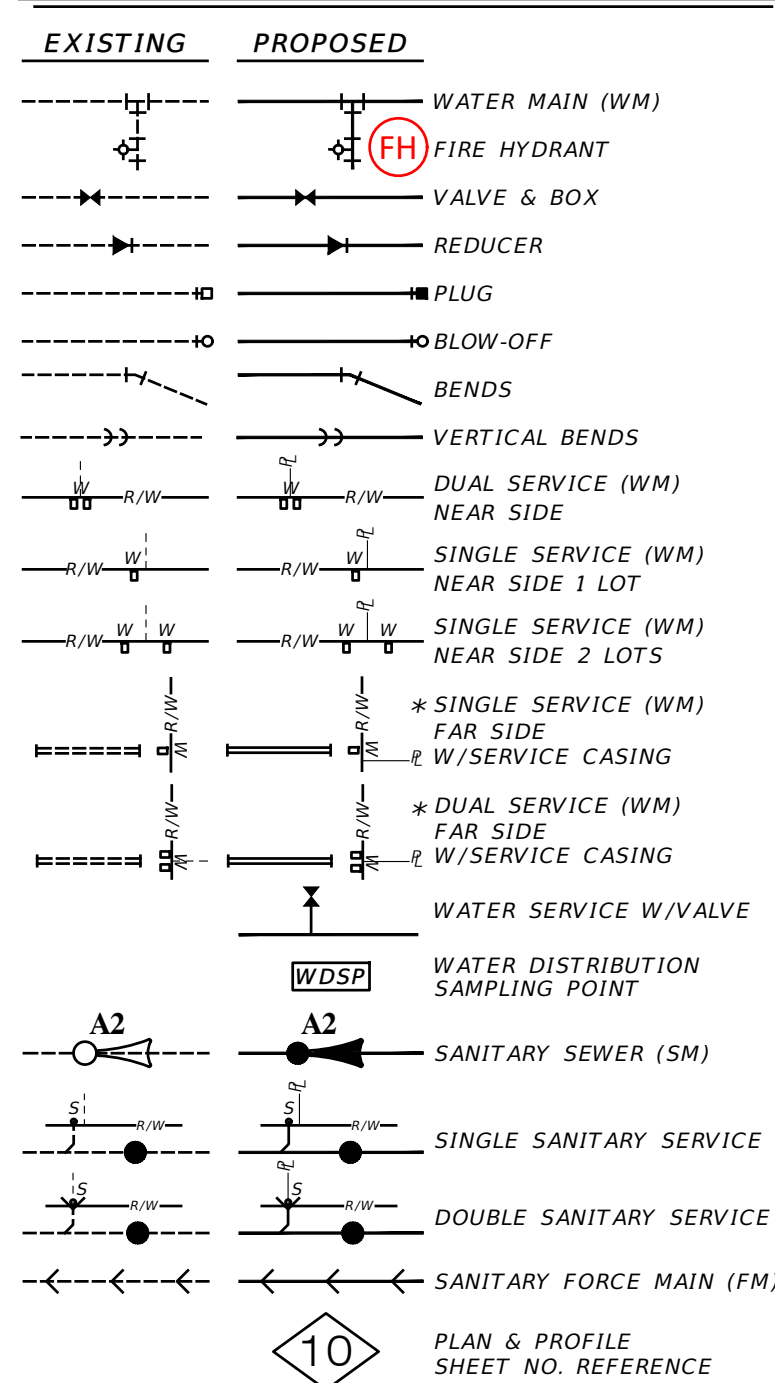 EXISTING PROPOSED
WATER MAIN (WM)
FH FIRE HYDRANT
VALVE & BOX
REDUCER
PLUG
BLOW-OFF
BENDS
VERTICAL BENDS
W R/W W ⅊ R/W DUAL SERVICE (WM)
NEAR SIDE
R/W W R/W W ⅊ SINGLE SERVICE (WM)
NEAR SIDE 1 LOT
R/W W W R/W W ⅊ W SINGLE SERVICE (WM)
NEAR SIDE 2 LOTS
R/W R/W * SINGLE SERVICE (WM)
FAR SIDE
W W ⅊ W/SERVICE CASING
R/W R/W * DUAL SERVICE (WM)
FAR SIDE
W W ⅊ W/SERVICE CASING
WATER SERVICE W/VALVE
WDSP WATER DISTRIBUTION
SAMPLING POINT
A2 A2
SANITARY SEWER (SM)
S R/W S ⅊ R/W
SINGLE SANITARY SERVICE
S R/W ⅊ S R/W
DOUBLE SANITARY SERVICE
SANITARY FORCE MAIN (FM)
10 PLAN & PROFILE
SHEET NO. REFERENCE